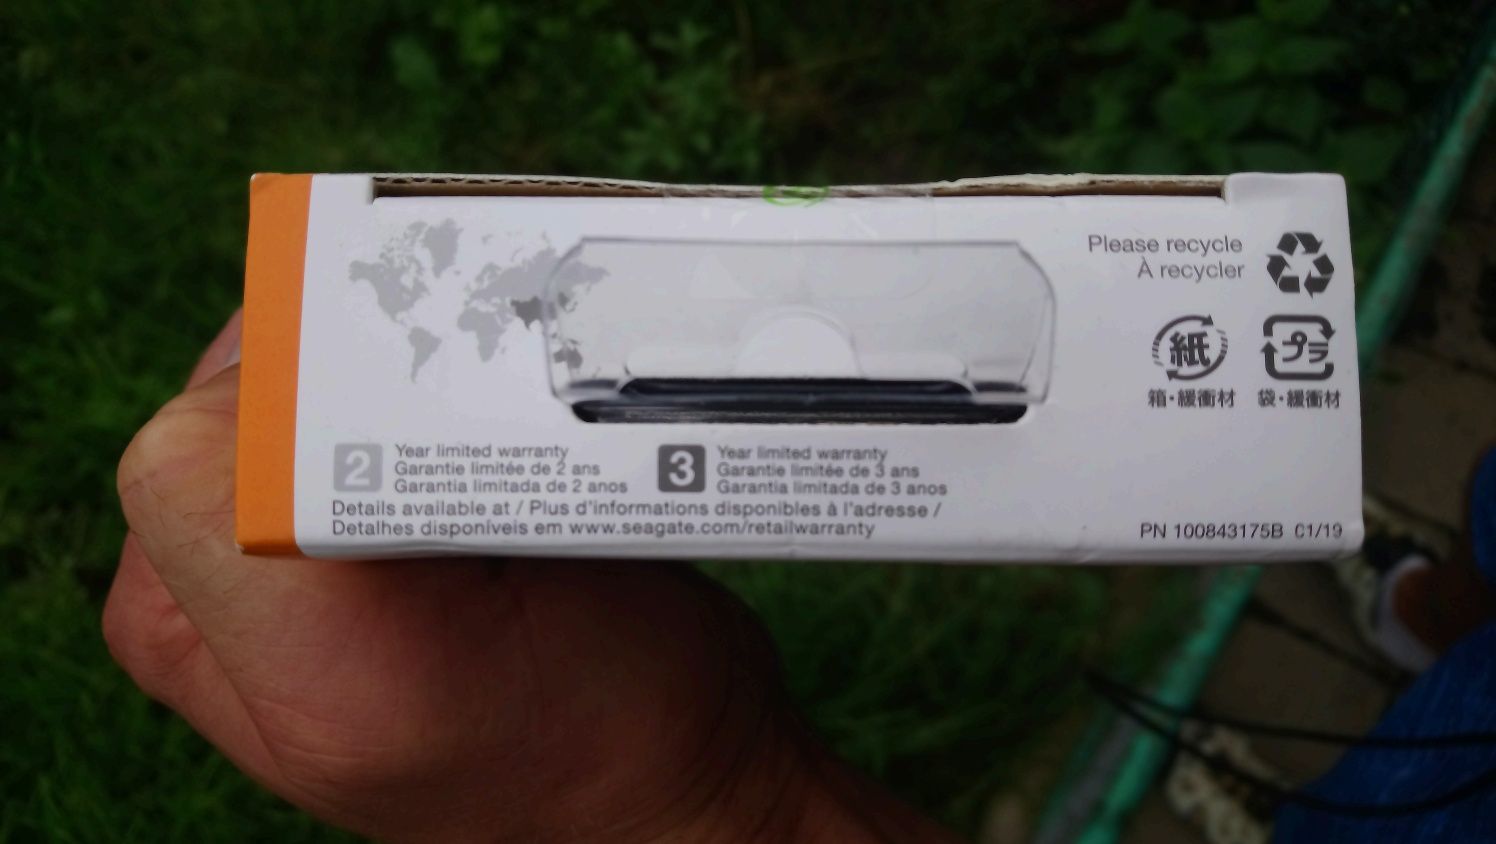 Please recycle
À recycler
紙
プラ
箱・緩衝材
袋・緩衝材
2
Year limited warranty
Garantie limitée de 2 ans
Garantia limitada de 2 anos
3
Year limited warranty
Garantie limitée de 3 ans
Garantia limitada de 3 anos
Details available at / Plus d'informations disponibles à l'adresse /
Detalhes disponíveis em www.seagate.com/retailwarranty
PN 100843175B 01/19